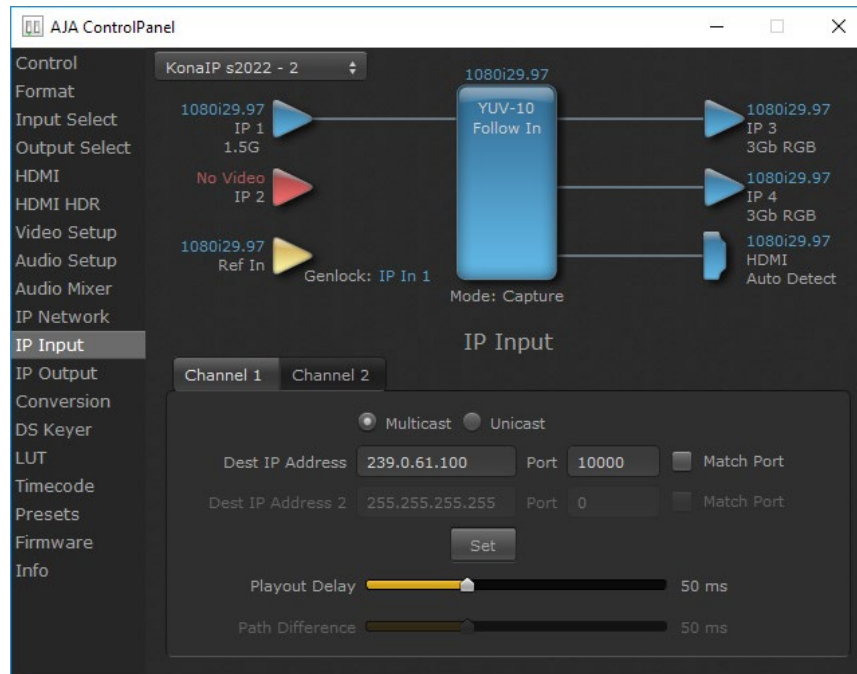 AJA ControlPanel
Control
Format
Input Select
Output Select
HDMI
HDMI HDR
Video Setup
Audio Setup
Audio Mixer
IP Network
IP Input
IP Output
Conversion
DS Keyer
LUT
Timecode
Presets
Firmware
Info
KonaIP s2022 - 2
1080i29.97
IP 1
1.5G
No Video
IP 2
1080i29.97
Ref In
Genlock: IP In 1
1080i29.97
YUV-10
Follow In
Mode: Capture
1080i29.97
IP 3
3Gb RGB
1080i29.97
IP 4
3Gb RGB
1080i29.97
HDMI
Auto Detect
IP Input
Channel 1 Channel 2
Multicast Unicast
Dest IP Address 239.0.61.100 Port 10000 Match Port
Dest IP Address 2 255.255.255.255 Port 0 Match Port
Set
Playout Delay 50 ms
Path Difference 50 ms